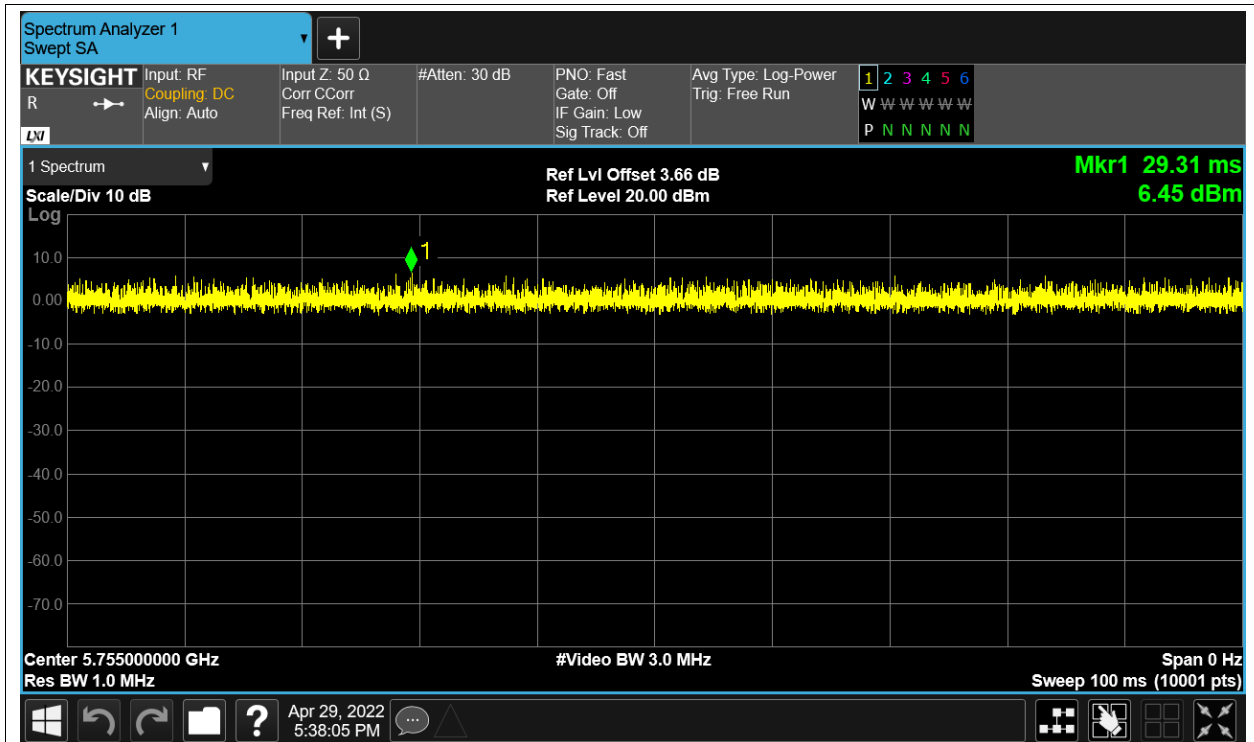 Spectrum Analyzer 1
Swept SA
+
KEYSIGHT
R
LXI
Input: RF
Coupling: DC
Align: Auto
Input Z: 50 Ω
Corr CCorr
Freq Ref: Int (S)
#Atten: 30 dB
PNO: Fast
Gate: Off
IF Gain: Low
Sig Track: Off
Avg Type: Log-Power
Trig: Free Run
1 2 3 4 5 6
W W W W W W
P N N N N N
1 Spectrum
Scale/Div 10 dB
Ref Lvl Offset 3.66 dB
Ref Level 20.00 dBm
Mkr1 29.31 ms
6.45 dBm
Log
1
10.0
0.00
-10.0
-20.0
-30.0
-40.0
-50.0
-60.0
-70.0
Center 5.755000000 GHz
#Video BW 3.0 MHz
Span 0 Hz
Res BW 1.0 MHz
Sweep 100 ms (10001 pts)
?
Apr 29, 2022
5:38:05 PM